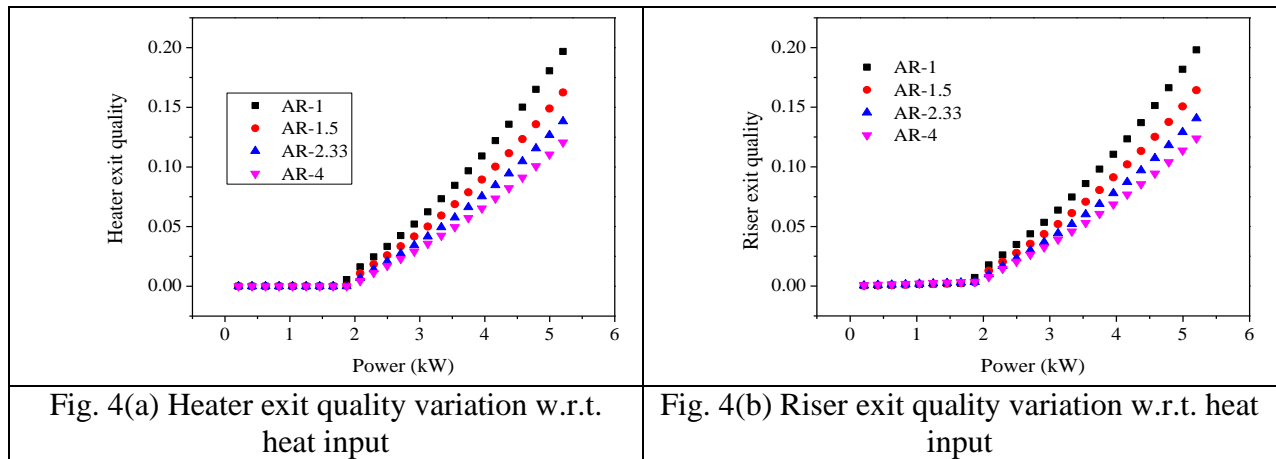 0.20
0.15
0.10
0.05
0.00
Heater exit quality
AR-1
AR-1.5
AR-2.33
AR-4
0 1 2 3 4 5 6
Power (kW)
Fig. 4(a) Heater exit quality variation w.r.t.
heat input
0.20
0.15
0.10
0.05
0.00
Riser exit quality
AR-1
AR-1.5
AR-2.33
AR-4
0 1 2 3 4 5 6
Power (kW)
Fig. 4(b) Riser exit quality variation w.r.t. heat
input